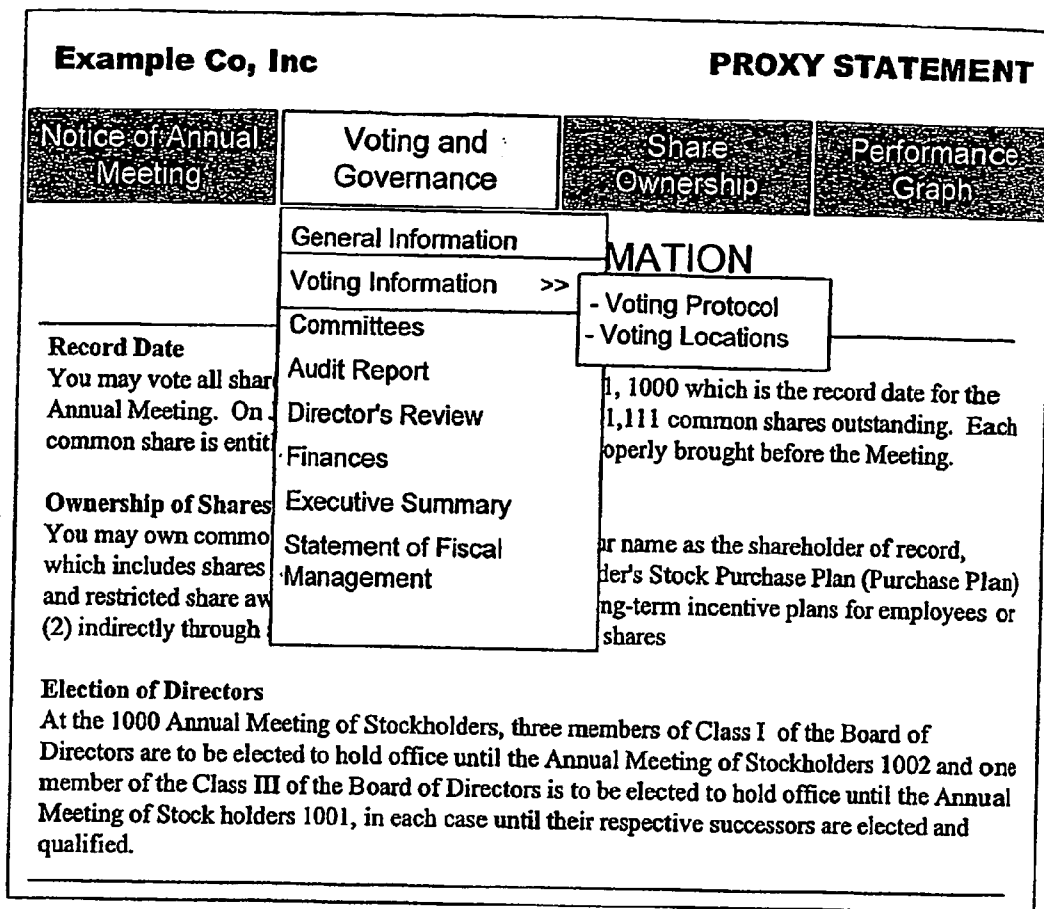 Example Co, Inc
PROXY STATEMENT
Notice of Annual
Meeting
Voting and
Governance
Share
Ownership
Performance
Graph
General Information
Voting Information >>
Committees
Audit Report
Director's Review
Finances
Executive Summary
Statement of Fiscal
Management
- Voting Protocol
- Voting Locations
MATION
Record Date
You may vote all shar 1, 1000 which is the record date for the
Annual Meeting. On 1,111 common shares outstanding. Each
common share is entit operly brought before the Meeting.
Ownership of Shares
You may own commo ur name as the shareholder of record,
which includes shares der's Stock Purchase Plan (Purchase Plan)
and restricted share aw ng-term incentive plans for employees or
(2) indirectly through shares
Election of Directors
At the 1000 Annual Meeting of Stockholders, three members of Class I of the Board of
Directors are to be elected to hold office until the Annual Meeting of Stockholders 1002 and one
member of the Class III of the Board of Directors is to be elected to hold office until the Annual
Meeting of Stock holders 1001, in each case until their respective successors are elected and
qualified.